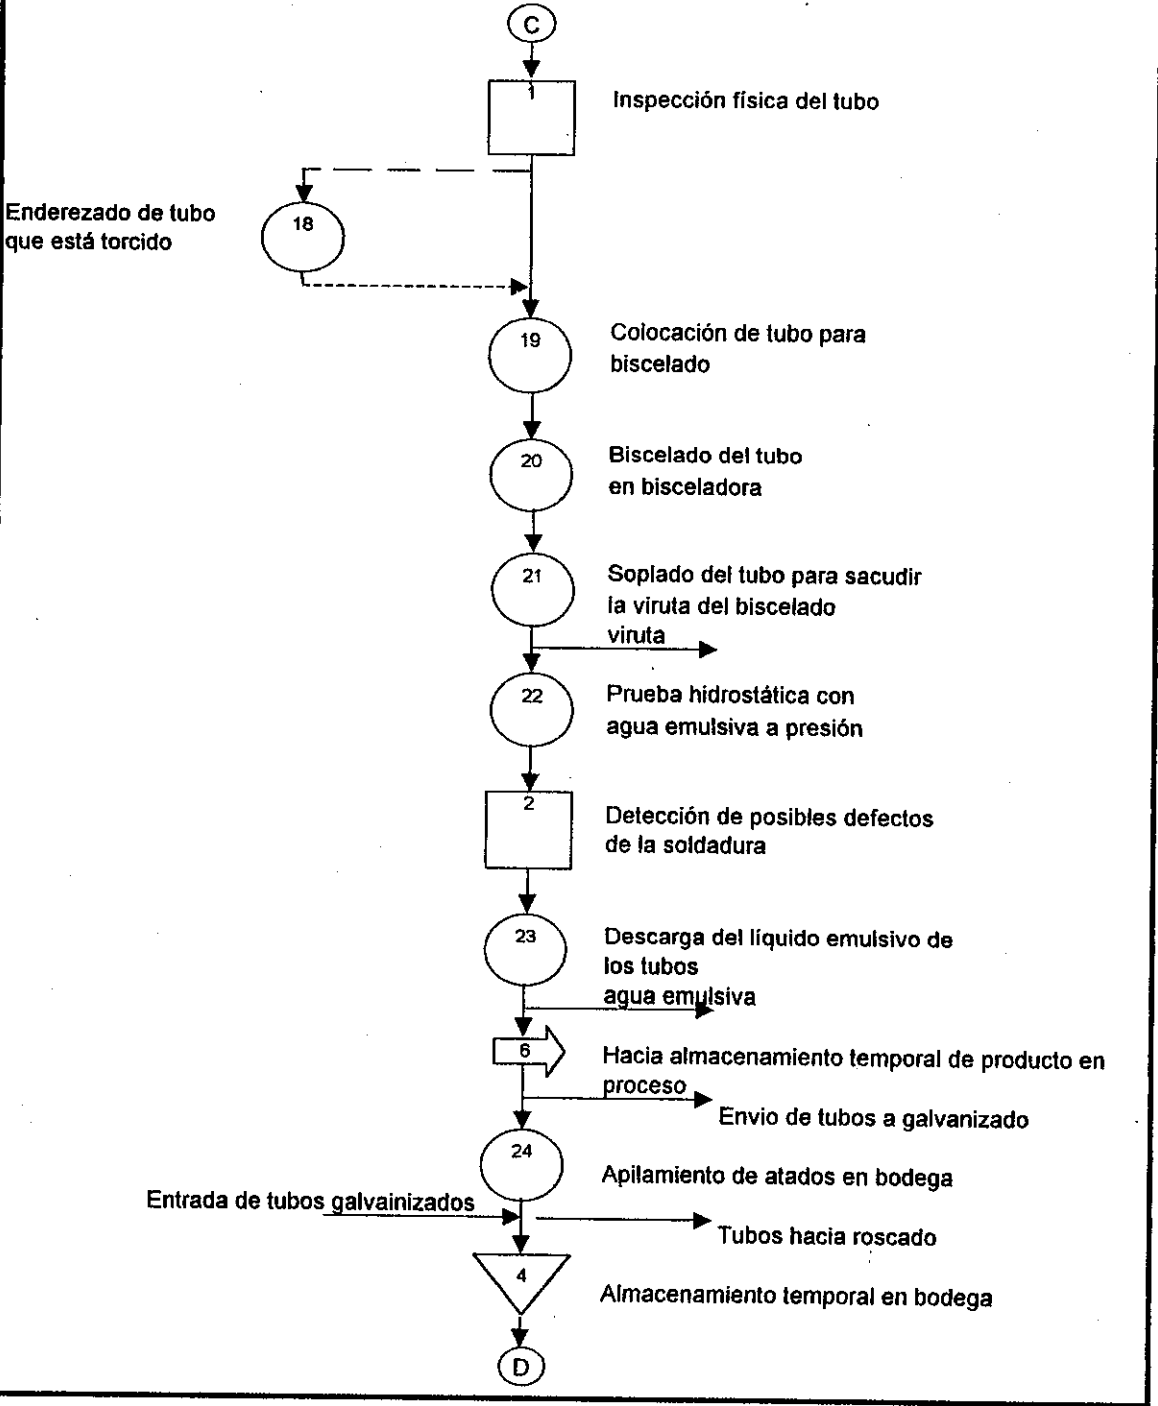 C
1
Inspección física del tubo
Enderezado de tubo
que está torcido
18
19
Colocación de tubo para
biscelado
20
Biscelado del tubo
en bisceladora
21
Soplado del tubo para sacudir
la viruta del biscelado
viruta
22
Prueba hidrostática con
agua emulsiva a presión
2
Detección de posibles defectos
de la soldadura
23
Descarga del líquido emulsivo de
los tubos
agua emulsiva
6
Hacia almacenamiento temporal de producto en
proceso
Envio de tubos a galvanizado
24
Apilamiento de atados en bodega
Entrada de tubos galvainizados
Tubos hacia roscado
4
Almacenamiento temporal en bodega
D